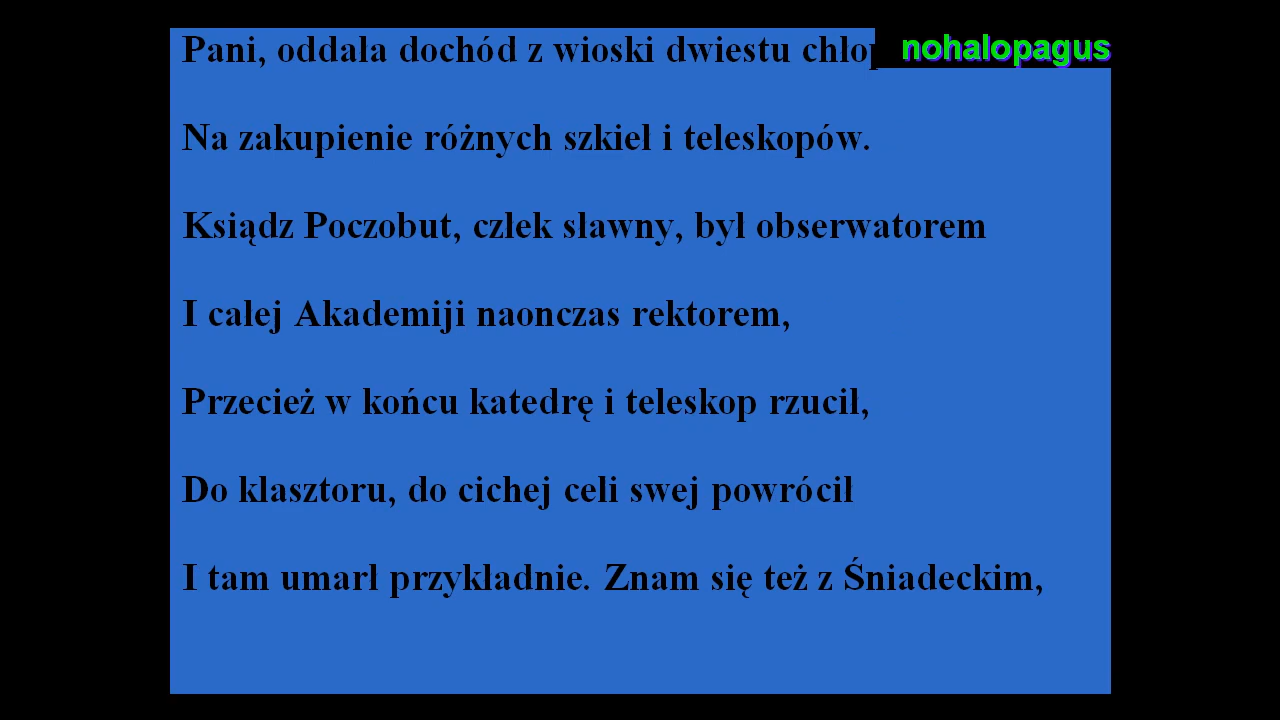 Pani, oddała dochód z wioski dwiestu
nohalopagus
Na zakupienie różnych szkieł i teleskopów.
Ksiądz Poczobut, człek sławny, był obserwatorem
I całej Akademiji naonczas rektorem,
Przecież w końcu katedrę i teleskop rzucił,
Do klasztoru, do cichej celi swej powrócił
I tam umarł przykładnie. Znam się też z Śniadeckim,